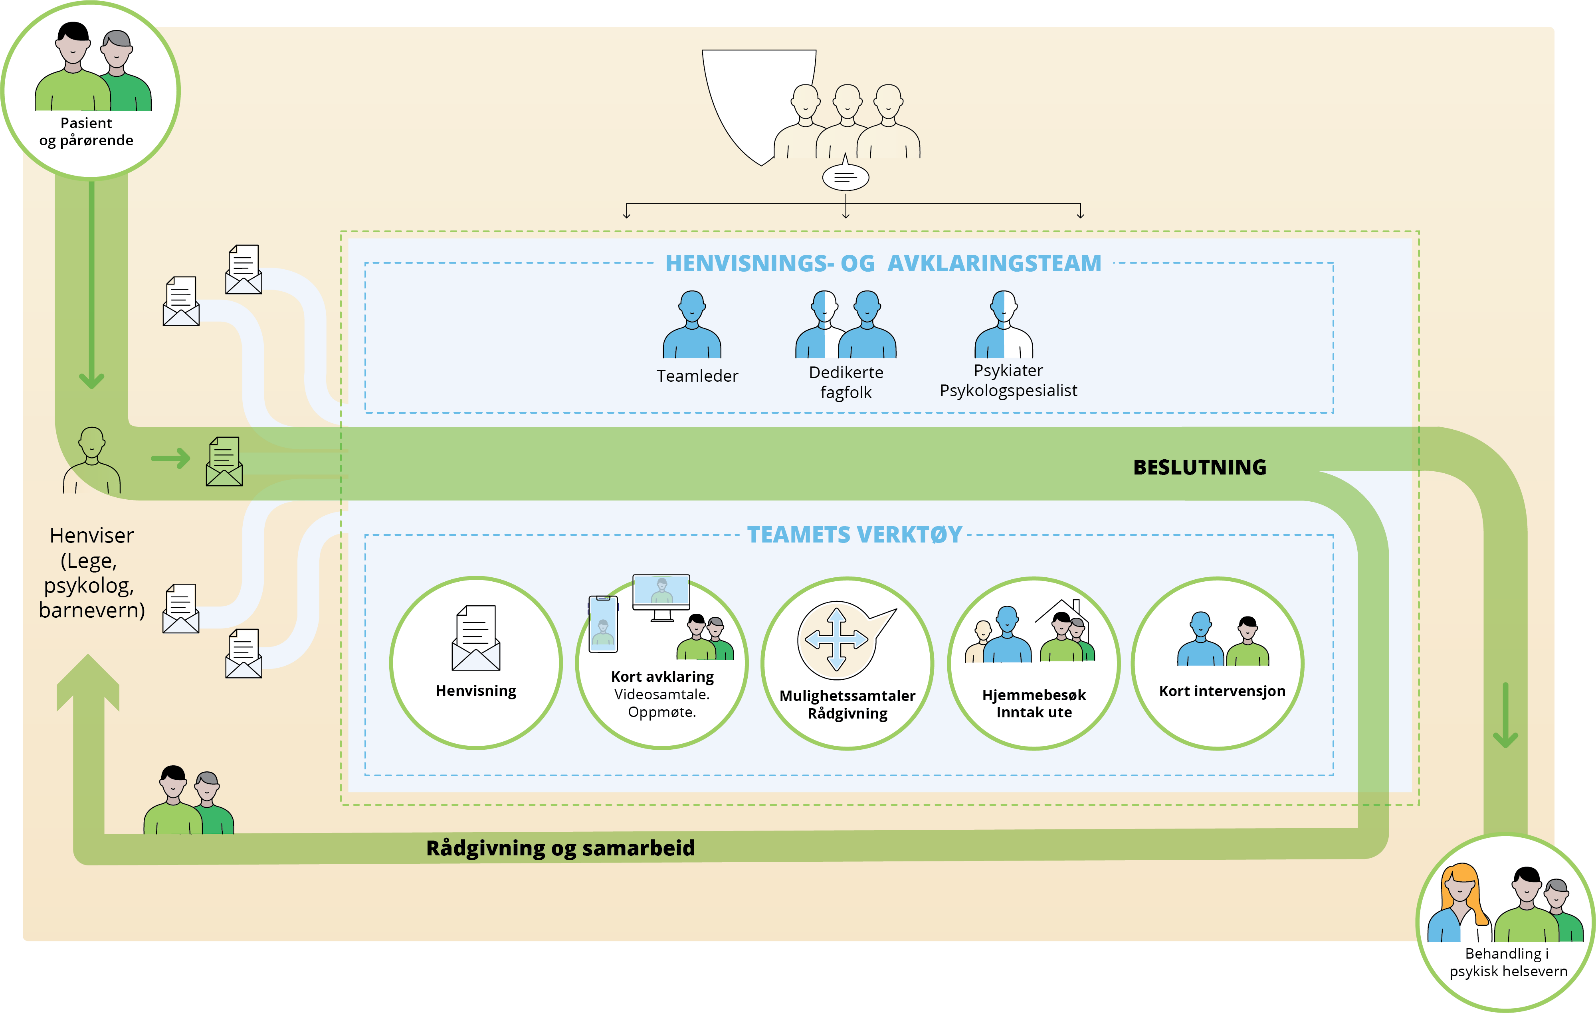 Pasient
og pårørende
HENVISNINGS- OG AVKLARINGSTEAM
Teamleder
Dedikerte
fagfolk
Psykiater
Psykologspesialist
BESLUTNING
Henviser
(Lege,
psykolog,
barnevern)
TEAMETS VERKTØY
Henvisning
Kort avklaring
Videosamtale.
Oppmøte.
Mulighetssamtaler
Rådgivning
Hjemmebesøk
Inntak ute
Kort intervensjon
Rådgivning og samarbeid
Behandling i
psykisk helsevern